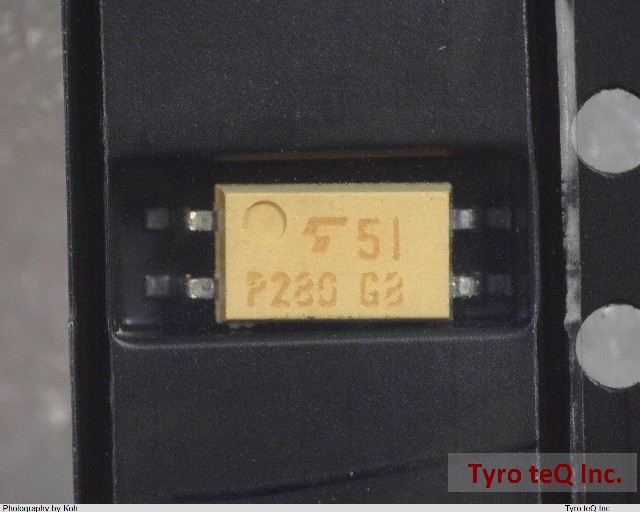 51
P280 GB
Tyro teQ Inc.
Photography by Koh
Tyro teQ Inc.